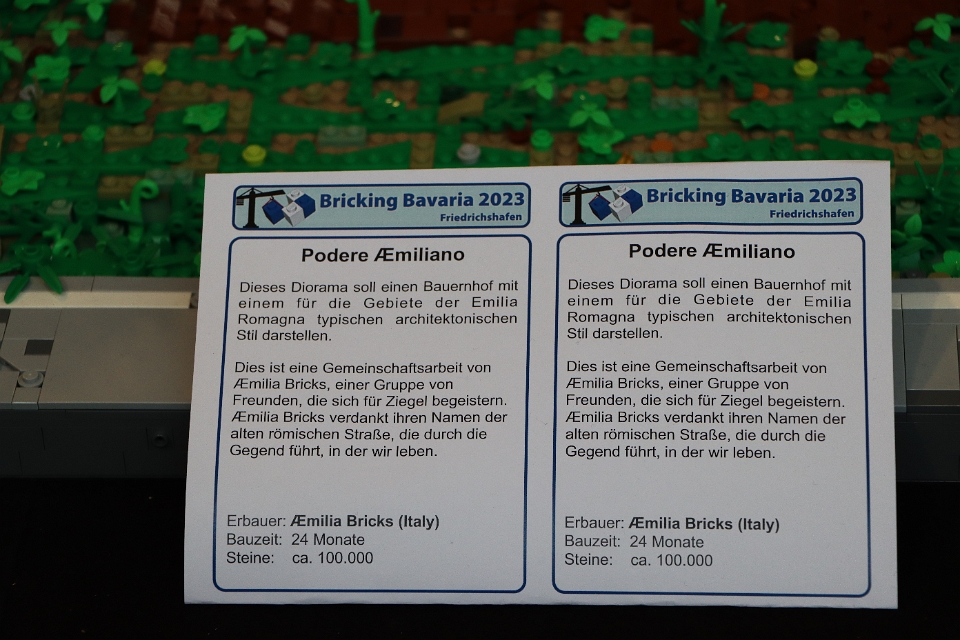 Bricking Bavaria 2023
Friedrichshafen
Podere Æmiliano
Dieses Diorama soll einen Bauernhof mit
einem für die Gebiete der Emilia
Romagna typischen architektonischen
Stil darstellen.
Dies ist eine Gemeinschaftsarbeit von
Æmilia Bricks, einer Gruppe von
Freunden, die sich für Ziegel begeistern.
Æmilia Bricks verdankt ihren Namen der
alten römischen Straße, die durch die
Gegend führt, in der wir leben.
Erbauer: Æmilia Bricks (Italy)
Bauzeit: 24 Monate
Steine: ca. 100.000
Bricking Bavaria 2023
Friedrichshafen
Podere Æmiliano
Dieses Diorama soll einen Bauernhof mit
einem für die Gebiete der Emilia
Romagna typischen architektonischen
Stil darstellen.
Dies ist eine Gemeinschaftsarbeit von
Æmilia Bricks, einer Gruppe von
Freunden, die sich für Ziegel begeistern.
Æmilia Bricks verdankt ihren Namen der
alten römischen Straße, die durch die
Gegend führt, in der wir leben.
Erbauer: Æmilia Bricks (Italy)
Bauzeit: 24 Monate
Steine: ca. 100.000